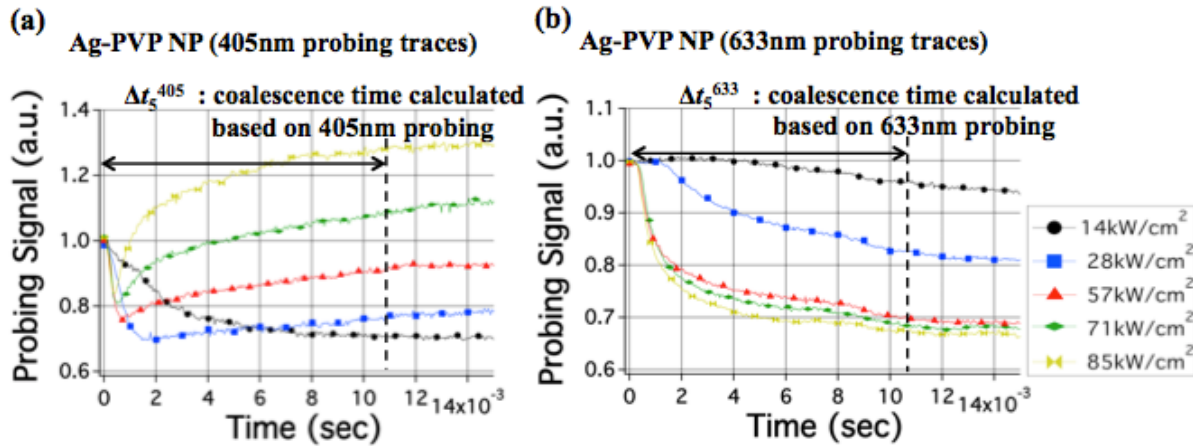 (a)
Ag-PVP NP (405nm probing traces)
Δt₅⁴⁰⁵ : coalescence time calculated
based on 405nm probing
Probing Signal (a.u.)
1.4
1.2
1.0
0.8
0.6
0 2 4 6 8 10 12 14x10⁻³
Time (sec)
(b)
Ag-PVP NP (633nm probing traces)
Δt₅⁶³³ : coalescence time calculated
based on 633nm probing
Probing Signal (a.u.)
1.1
1.0
0.9
0.8
0.7
0.6
0 2 4 6 8 10 12 14x10⁻³
Time (sec)
14kW/cm²
28kW/cm²
57kW/cm²
71kW/cm²
85kW/cm²